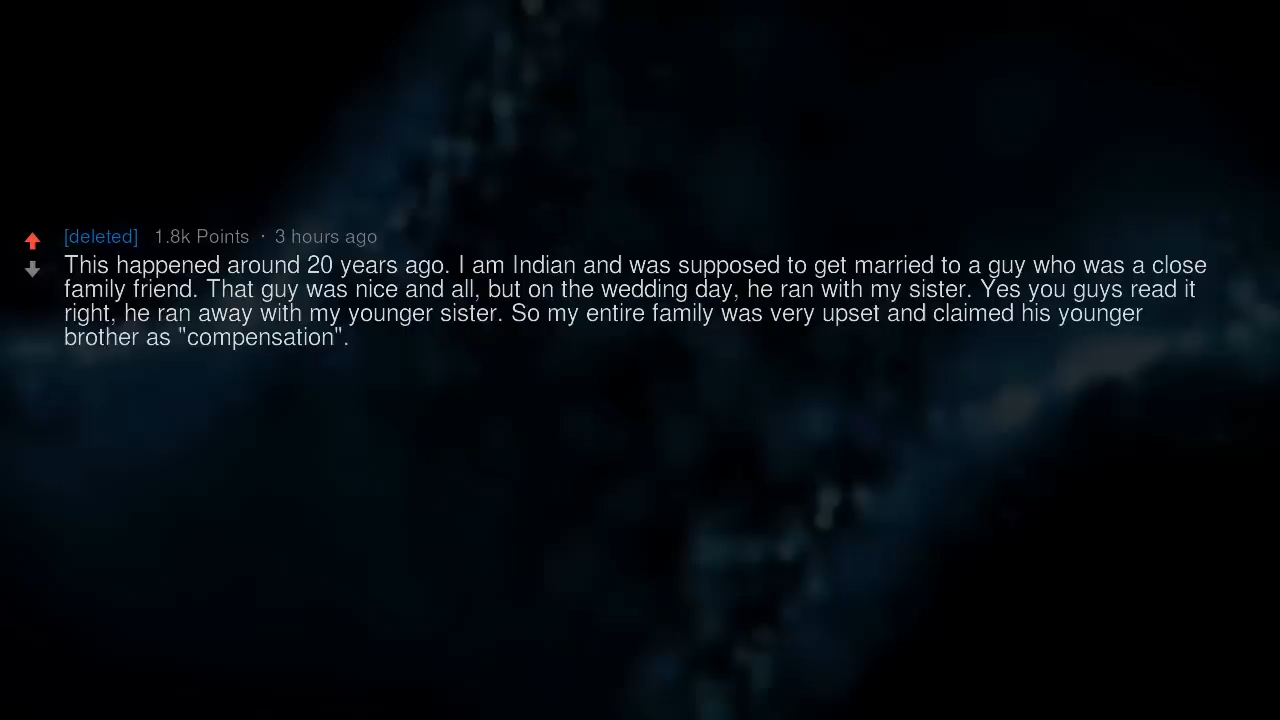 [deleted] 1.8k Points · 3 hours ago
This happened around 20 years ago. I am Indian and was supposed to get married to a guy who was a close
family friend. That guy was nice and all, but on the wedding day, he ran with my sister. Yes you guys read it
right, he ran away with my younger sister. So my entire family was very upset and claimed his younger
brother as "compensation".